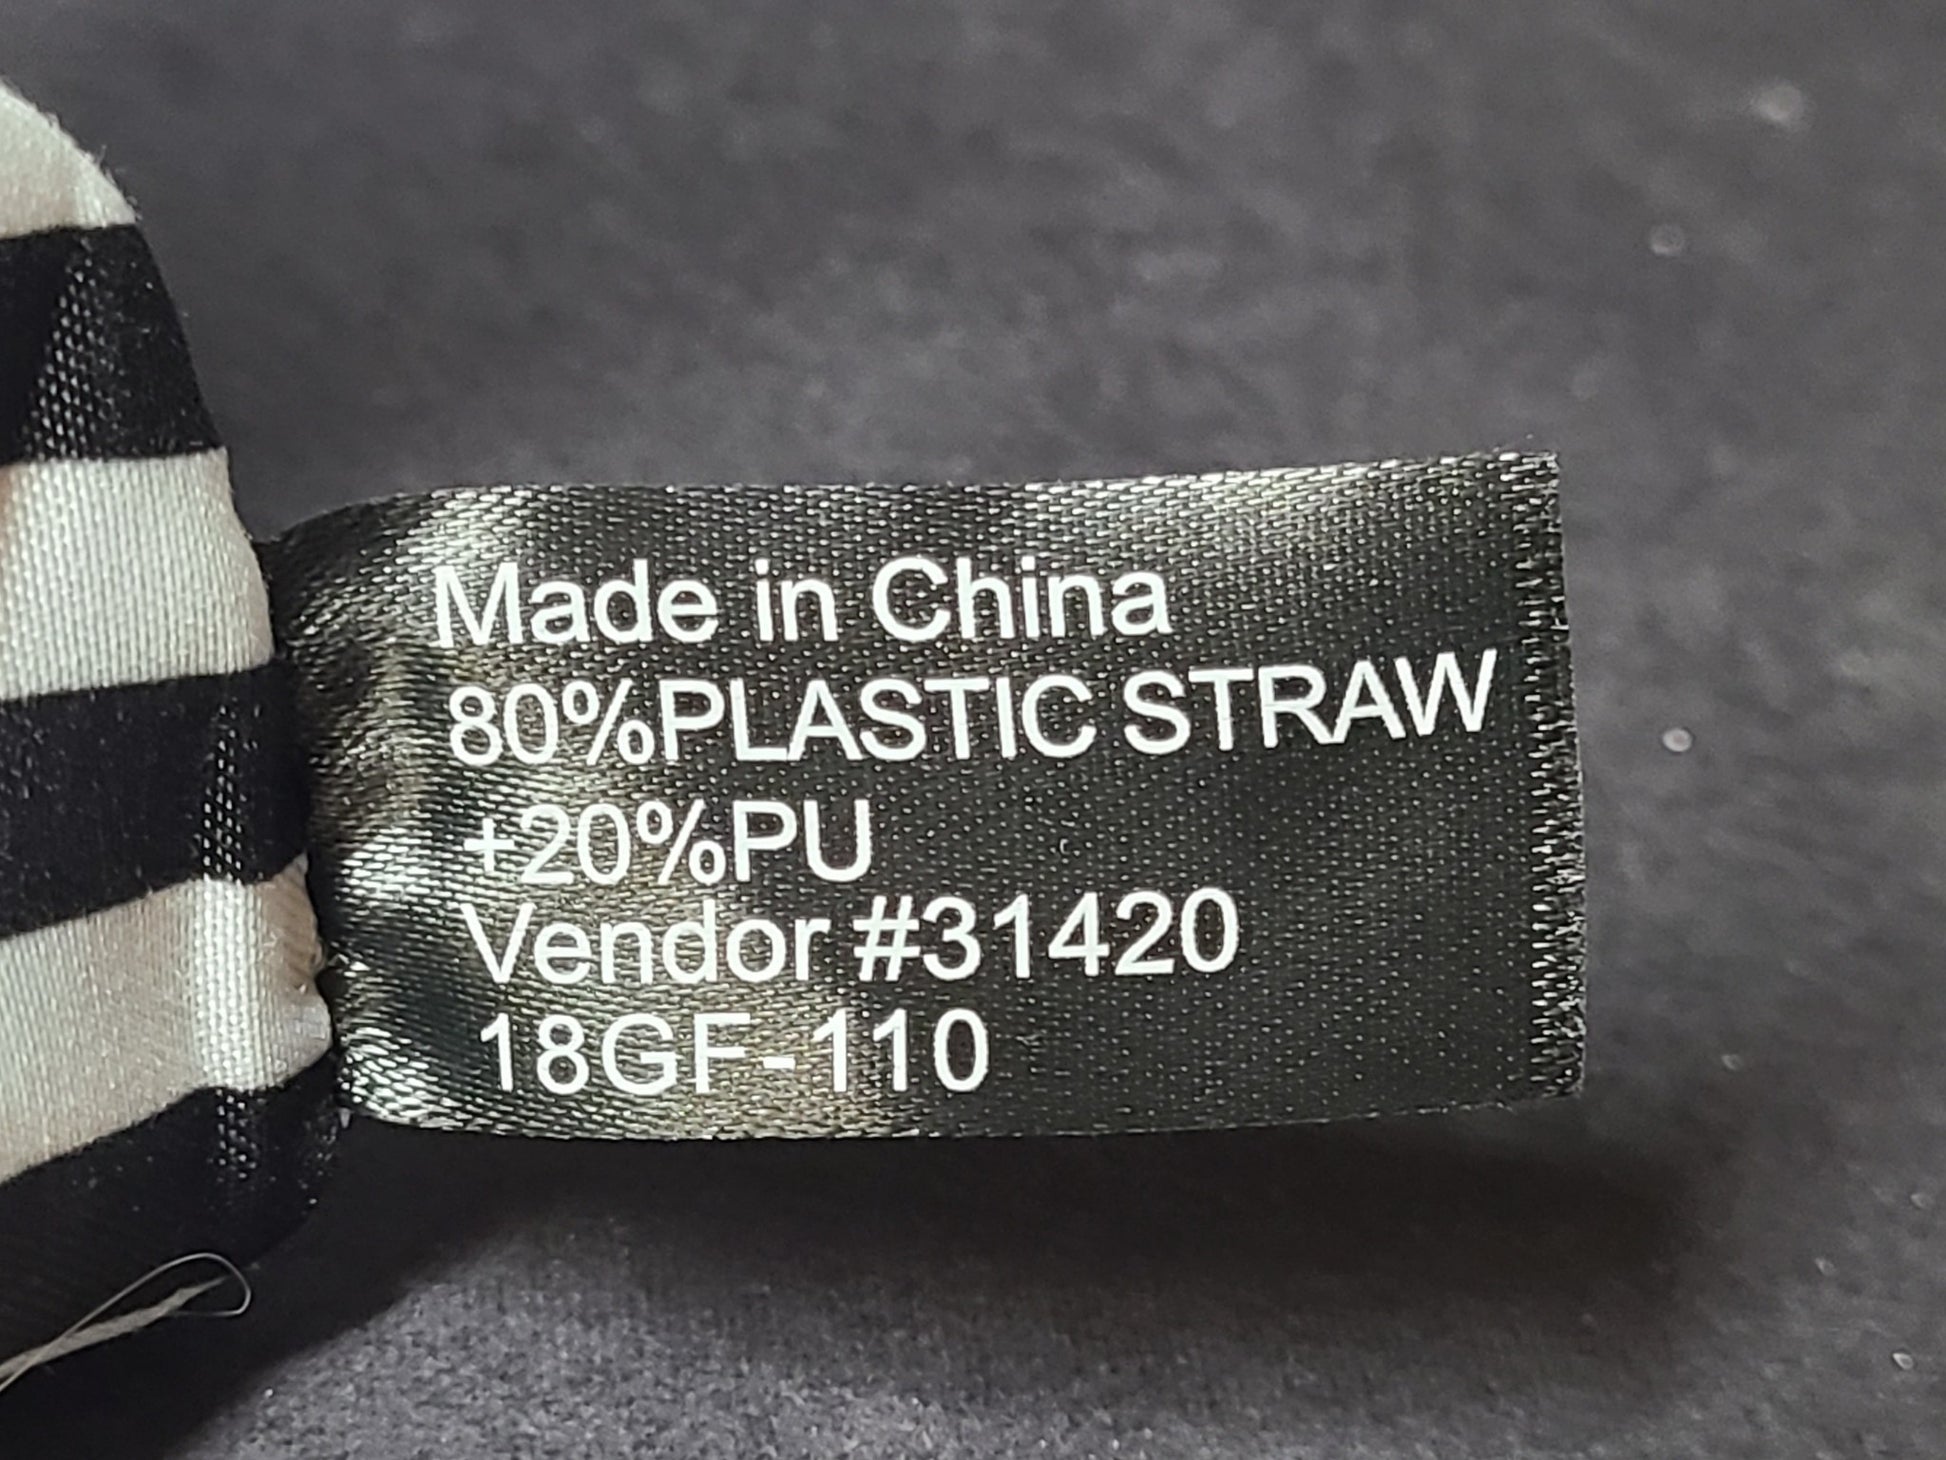 Made in China
80%PLASTIC STRAW
+20%PU
Vendor #31420
18GF-110